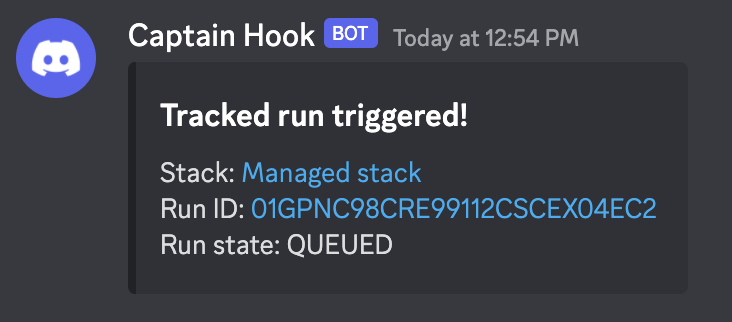 Captain Hook BOT Today at 12:54 PM
Tracked run triggered!
Stack: Managed stack
Run ID: 01GPNC98CRE99112CSCEX04EC2
Run state: QUEUED